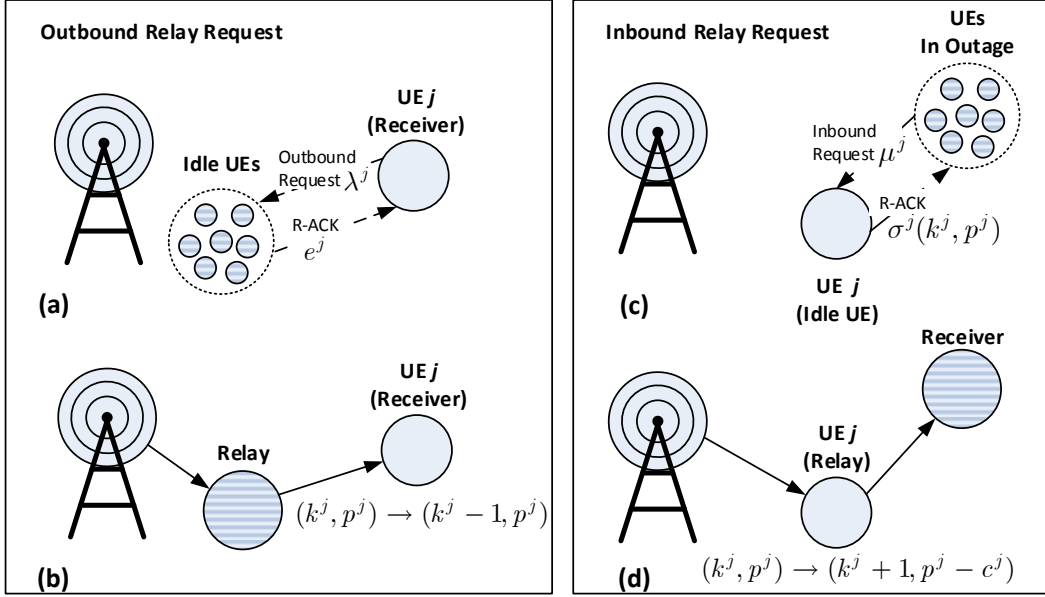 Outbound Relay Request
UE j
(Receiver)
Idle UEs
Outbound
Request λ^j
R-ACK
e^j
(a)
UE j
(Receiver)
Relay
(k^j, p^j) → (k^j − 1, p^j)
(b)
Inbound Relay Request
UEs
In Outage
Inbound
Request μ^j
R-ACK
σ^j(k^j, p^j)
UE j
(Idle UE)
(c)
Receiver
UE j
(Relay)
(k^j, p^j) → (k^j + 1, p^j − c^j)
(d)